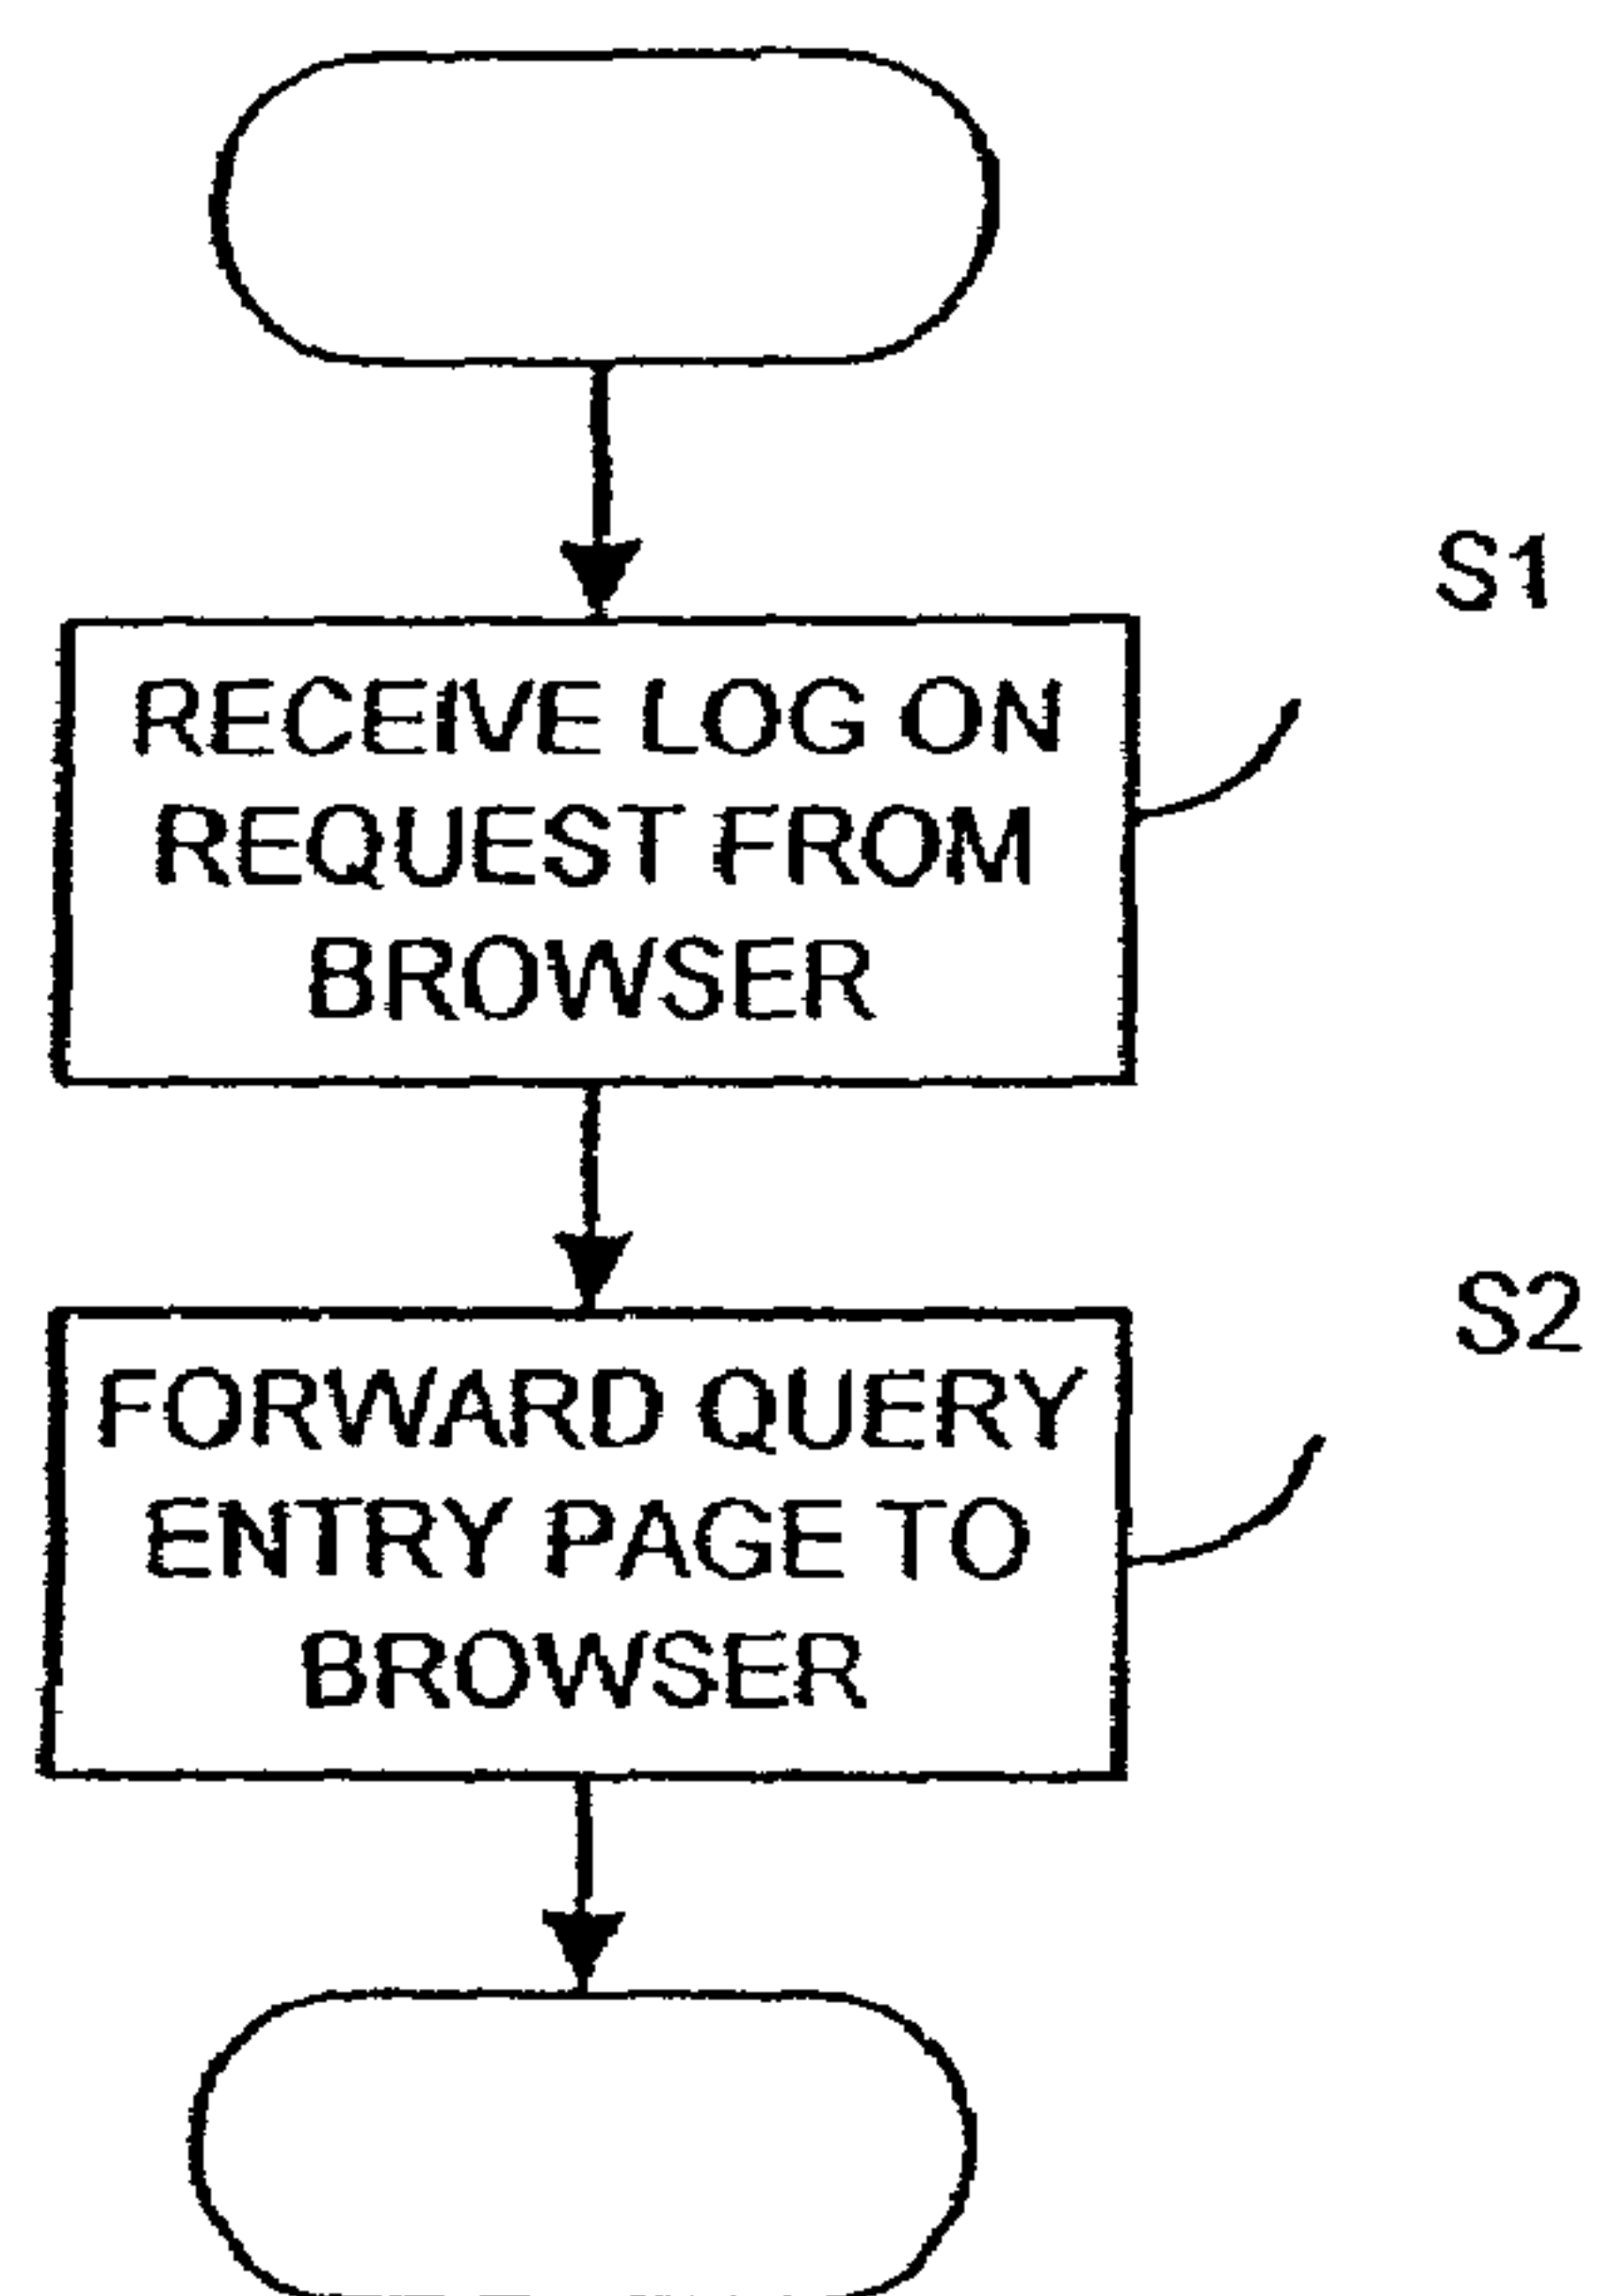 S1
RECEIVE LOG ON
REQUEST FROM
BROWSER
S2
FORWARD QUERY
ENTRY PAGE TO
BROWSER